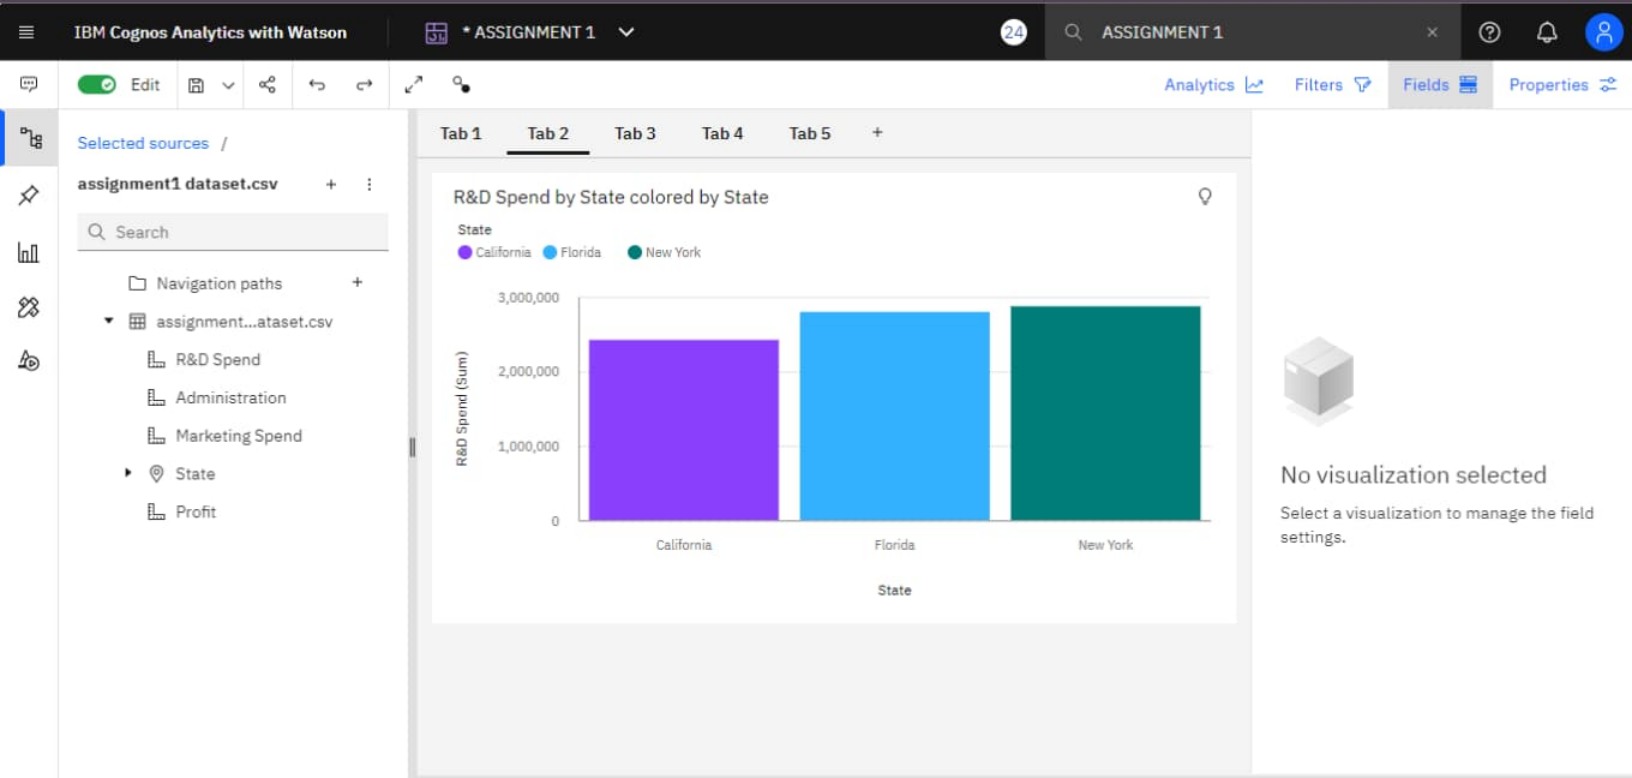 IBM Cognos Analytics with Watson
* ASSIGNMENT 1
24
ASSIGNMENT 1
Edit
Analytics
Filters
Fields
Properties
Selected sources /
assignment1 dataset.csv
Search
Navigation paths
assignment...ataset.csv
R&D Spend
Administration
Marketing Spend
State
Profit
Tab 1 Tab 2 Tab 3 Tab 4 Tab 5 +
R&D Spend by State colored by State
State
California Florida New York
R&D Spend (Sum)
3,000,000
2,000,000
1,000,000
0
California Florida New York
State
No visualization selected
Select a visualization to manage the field
settings.